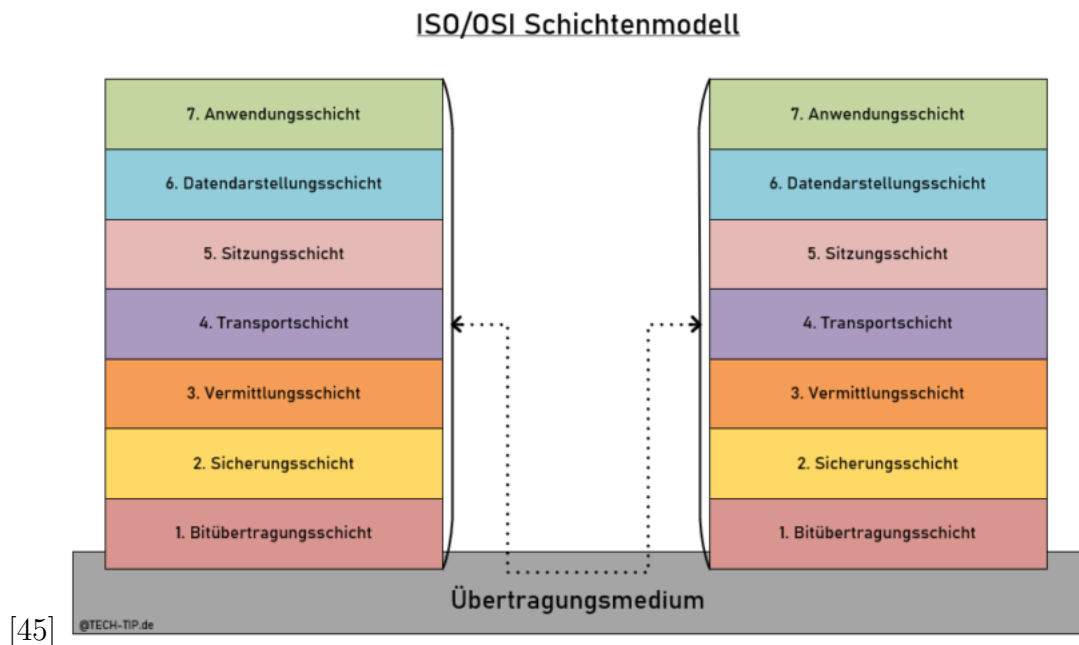 ISO/OSI Schichtenmodell
7. Anwendungsschicht
6. Datendarstellungsschicht
5. Sitzungsschicht
4. Transportschicht
3. Vermittlungsschicht
2. Sicherungsschicht
1. Bitübertragungsschicht
7. Anwendungsschicht
6. Datendarstellungsschicht
5. Sitzungsschicht
4. Transportschicht
3. Vermittlungsschicht
2. Sicherungsschicht
1. Bitübertragungsschicht
Übertragungsmedium
[45]
@TECH-TIP.de